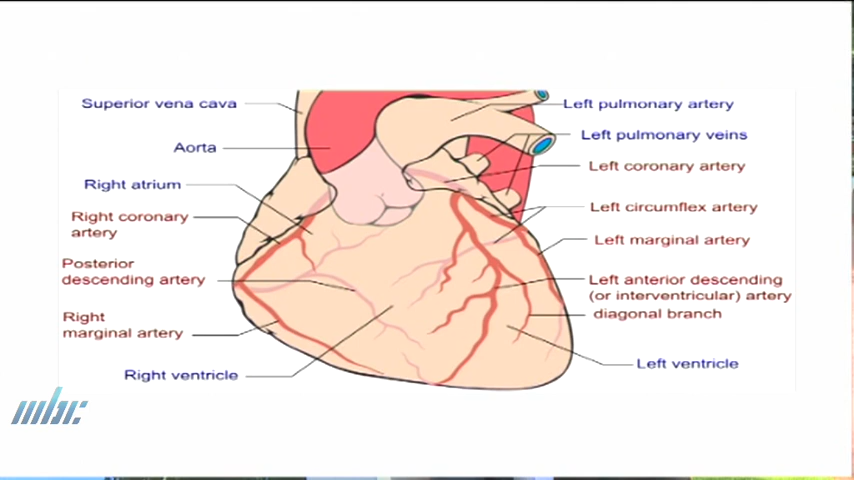 Superior vena cava
Aorta
Right atrium
Right coronary
artery
Posterior
descending artery
Right
marginal artery
Right ventricle
Left pulmonary artery
Left pulmonary veins
Left coronary artery
Left circumflex artery
Left marginal artery
Left anterior descending
(or interventricular) artery
diagonal branch
Left ventricle
mbc